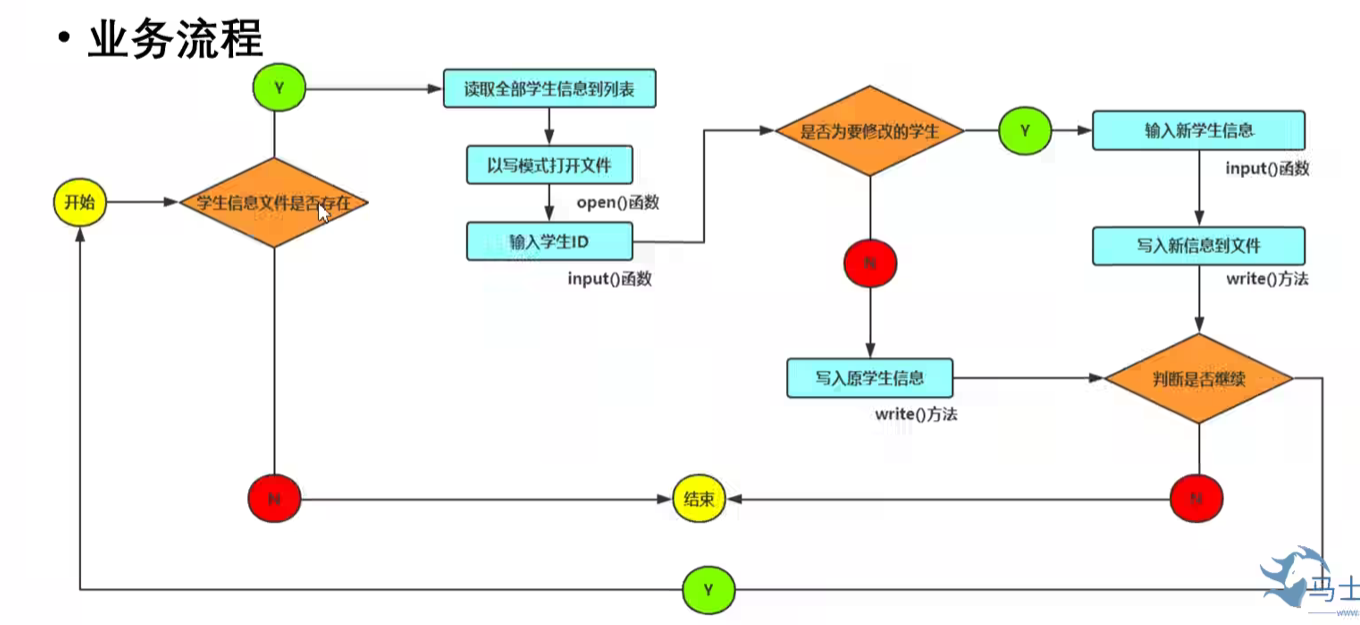 • 业务流程
开始
学生信息文件是否存在
Y
N
读取全部学生信息到列表
以写模式打开文件
open()函数
输入学生ID
input()函数
是否为要修改的学生
Y
N
输入新学生信息
input()函数
写入新信息到文件
write()方法
写入原学生信息
write()方法
判断是否继续
N
结束
Y
马士
www.